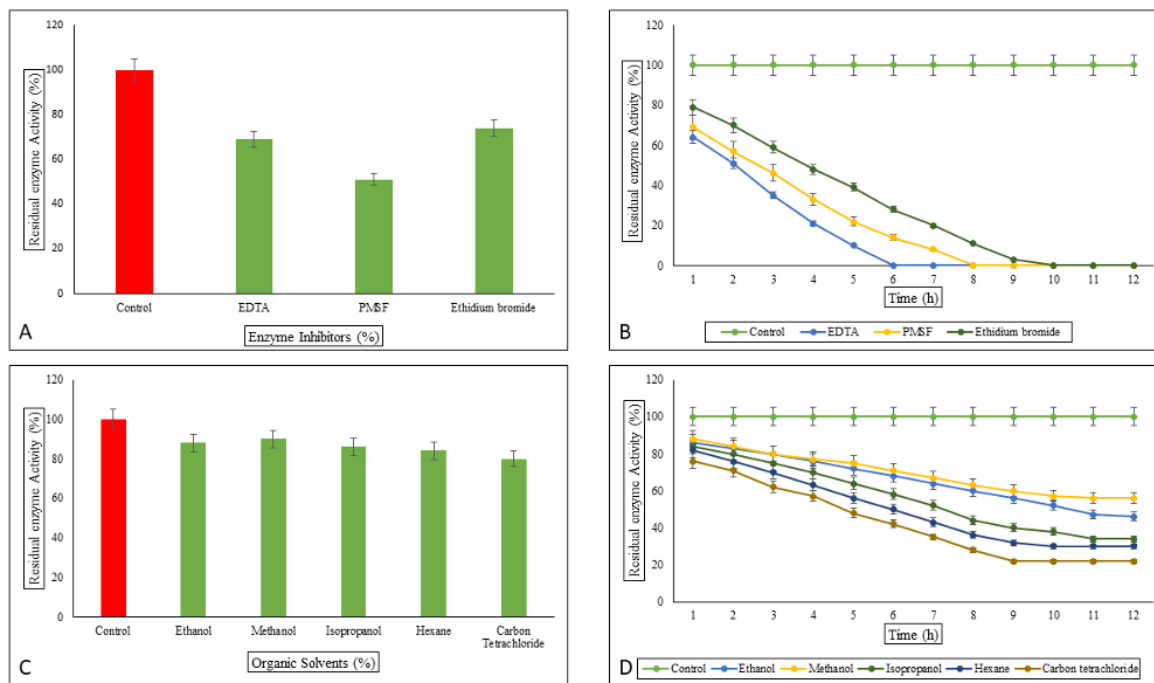 120
100
80
60
40
20
0
Residual enzyme Activity (%)
Control EDTA PMSF Ethidium bromide
Enzyme Inhibitors (%)
A
120
100
80
60
40
20
0
Residual enzyme Activity (%)
1 2 3 4 5 6 7 8 9 10 11 12
Time (h)
Control EDTA PMSF Ethidium bromide
B
120
100
80
60
40
20
0
Residual enzyme Activity (%)
Control Ethanol Methanol Isopropanol Hexane Carbon
Tetrachloride
Organic Solvents (%)
C
120
100
80
60
40
20
0
Residual enzyme Activity (%)
1 2 3 4 5 6 7 8 9 10 11 12
Time (h)
Control Ethanol Methanol Isopropanol Hexane Carbon tetrachloride
D